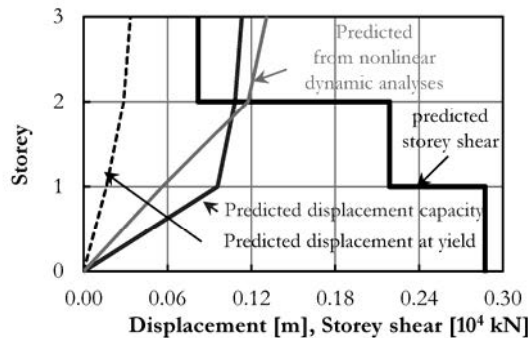 3
Predicted
from nonlinear
dynamic analyses
2
predicted
storey shear
Storey
1
Predicted displacement capacity
Predicted displacement at yield
0
0.00 0.06 0.12 0.18 0.24 0.30
Displacement [m], Storey shear [10⁴ kN]